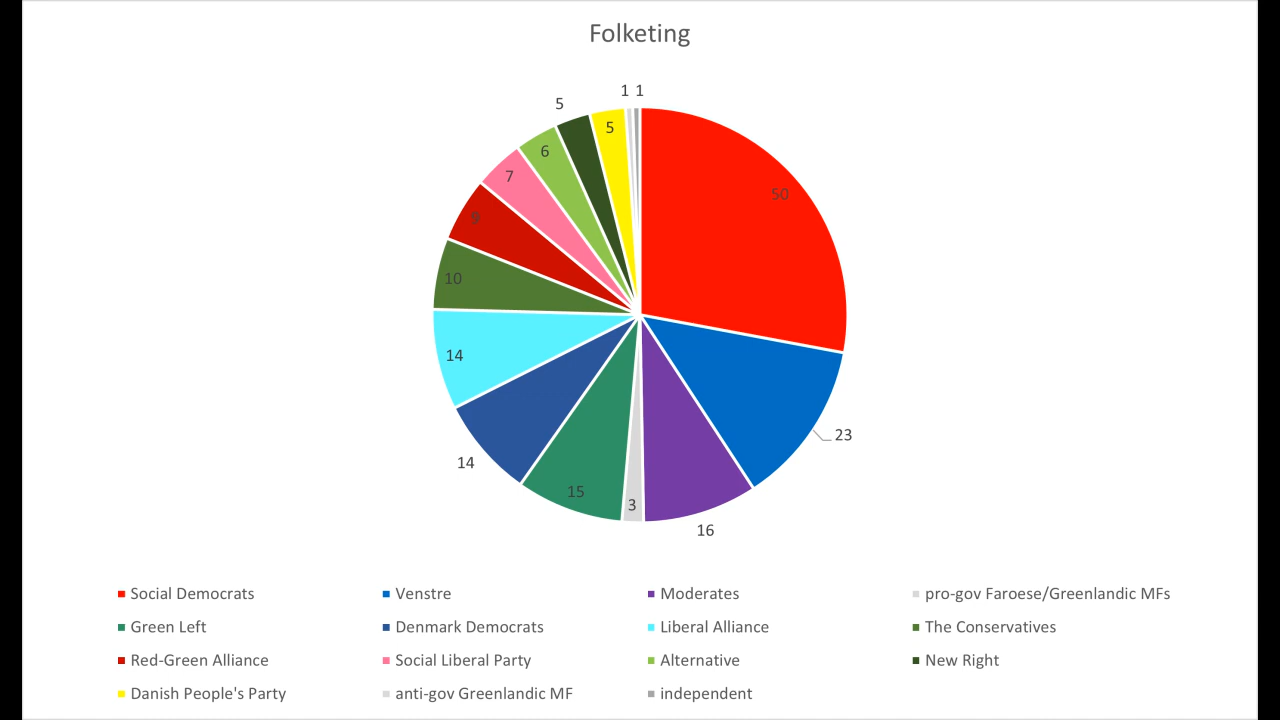 Folketing
1 1
5
5
6
7
50
9
10
14
23
14
15
3
16
Social Democrats
Venstre
Moderates
pro-gov Faroese/Greenlandic MFs
Green Left
Denmark Democrats
Liberal Alliance
The Conservatives
Red-Green Alliance
Social Liberal Party
Alternative
New Right
Danish People's Party
anti-gov Greenlandic MF
independent